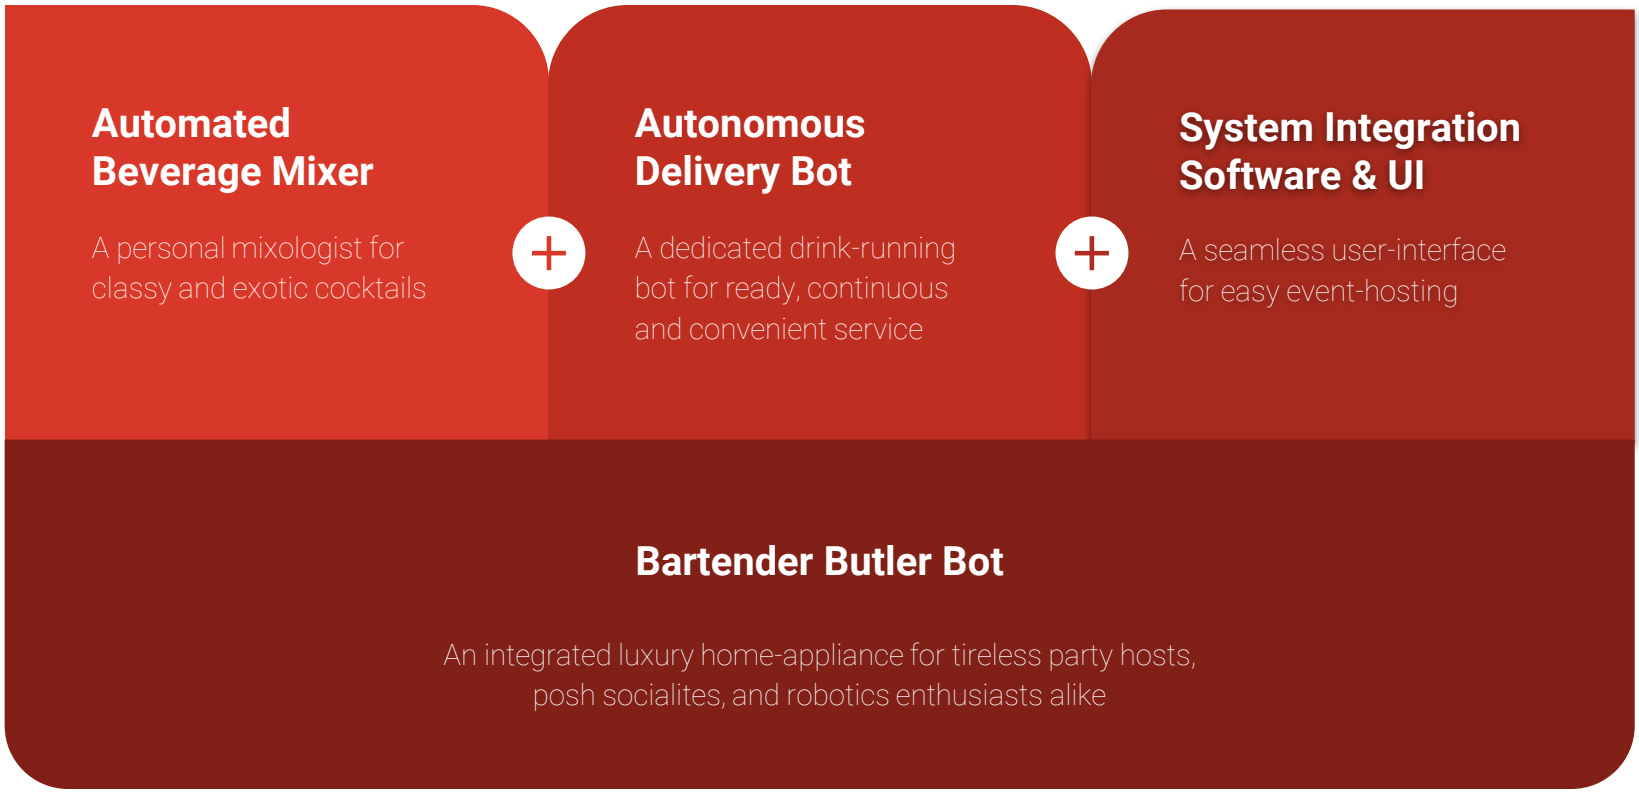 Automated
Beverage Mixer
A personal mixologist for
classy and exotic cocktails
+
Autonomous
Delivery Bot
A dedicated drink-running
bot for ready, continuous
and convenient service
+
System Integration
Software & UI
A seamless user-interface
for easy event-hosting
Bartender Butler Bot
An integrated luxury home-appliance for tireless party hosts,
posh socialites, and robotics enthusiasts alike